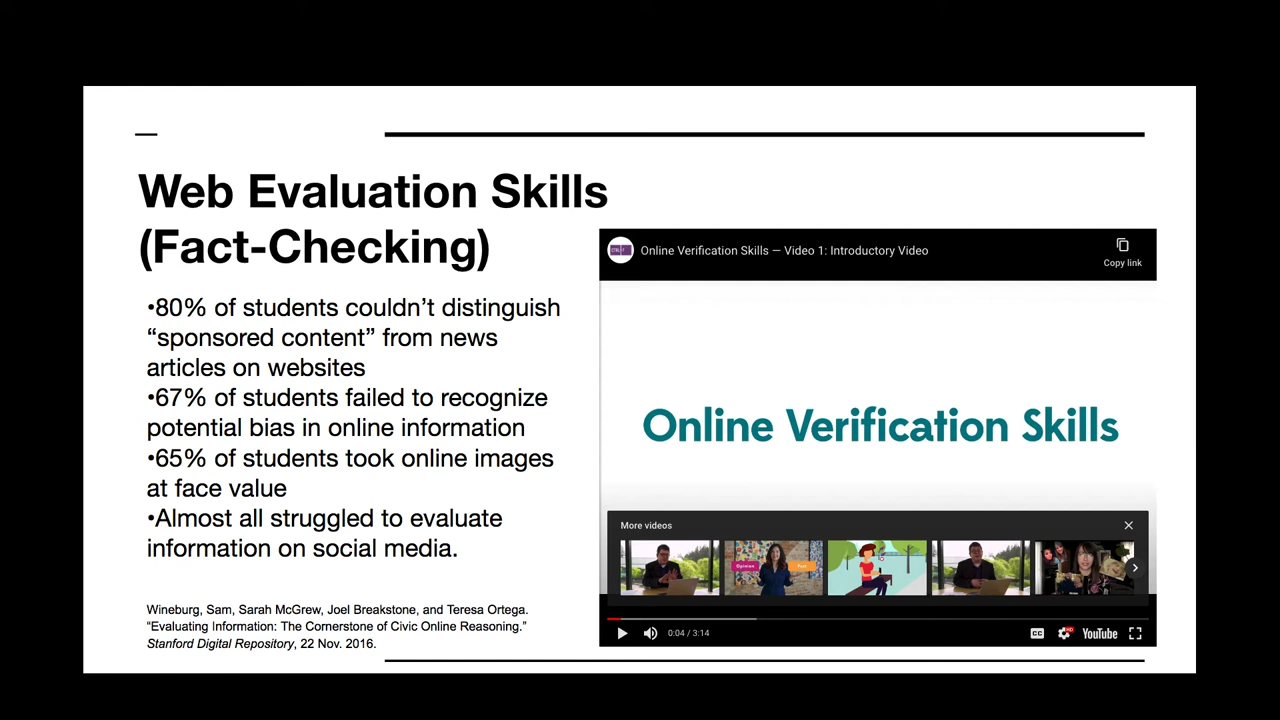 Web Evaluation Skills
(Fact-Checking)
•80% of students couldn’t distinguish
“sponsored content” from news
articles on websites
•67% of students failed to recognize
potential bias in online information
•65% of students took online images
at face value
•Almost all struggled to evaluate
information on social media.
Wineburg, Sam, Sarah McGrew, Joel Breakstone, and Teresa Ortega.
“Evaluating Information: The Cornerstone of Civic Online Reasoning.”
Stanford Digital Repository, 22 Nov. 2016.
Online Verification Skills — Video 1: Introductory Video
Copy link
Online Verification Skills
More videos
Opinion
Fact
0:04 / 3:14
CC
HD
YouTube